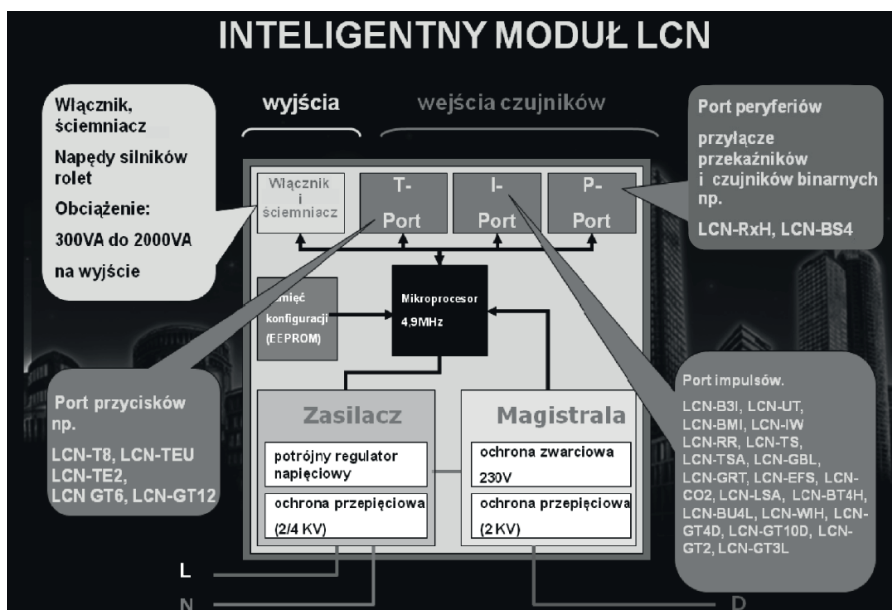 INTELIGENTNY MODUŁ LCN
Włącznik,
ściemniacz
Napędy silników
rolet
Obciążenie:
300VA do 2000VA
na wyjście
wyjścia
wejścia czujników
Port peryferiów
przyłącze
przekaźników
i czujników binarnych
np.
LCN-RxH, LCN-BS4
Włącznik
i
ściemniacz
T-
Port
I-
Port
P-
Port
konfiguracji
(EEPROM)
Mikroprocesor
4,9MHz
Port przycisków
np.
LCN-T8, LCN-TEU
LCN-TE2,
LCN GT6, LCN-GT12
Zasilacz
potrójny regulator
napięciowy
ochrona przepięciowa
(2/4 KV)
Magistrala
ochrona zwarciowa
230V
ochrona przepięciowa
(2 KV)
Port impulsów.
LCN-B3I, LCN-UT,
LCN-BMI, LCN-IW
LCN-RR, LCN-TS,
LCN-TSA, LCN-GBL,
LCN-GRT, LCN-EFS, LCN-
CO2, LCN-LSA, LCN-BT4H,
LCN-BU4L, LCN-WIH, LCN-
GT4D, LCN-GT10D, LCN-
GT2, LCN-GT3L
L
N
D